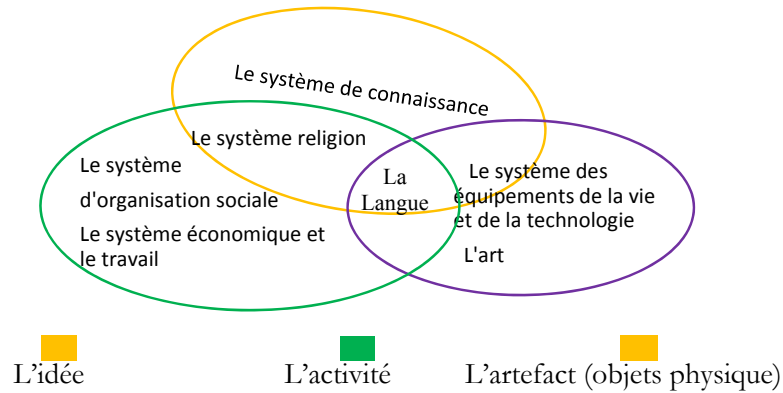 Le système de connaissance
Le système religion
Le système
d'organisation sociale
Le système économique et
le travail
La
Langue
Le système des
équipements de la vie
et de la technologie
L'art
L'idée
L'activité
L'artefact (objets physique)